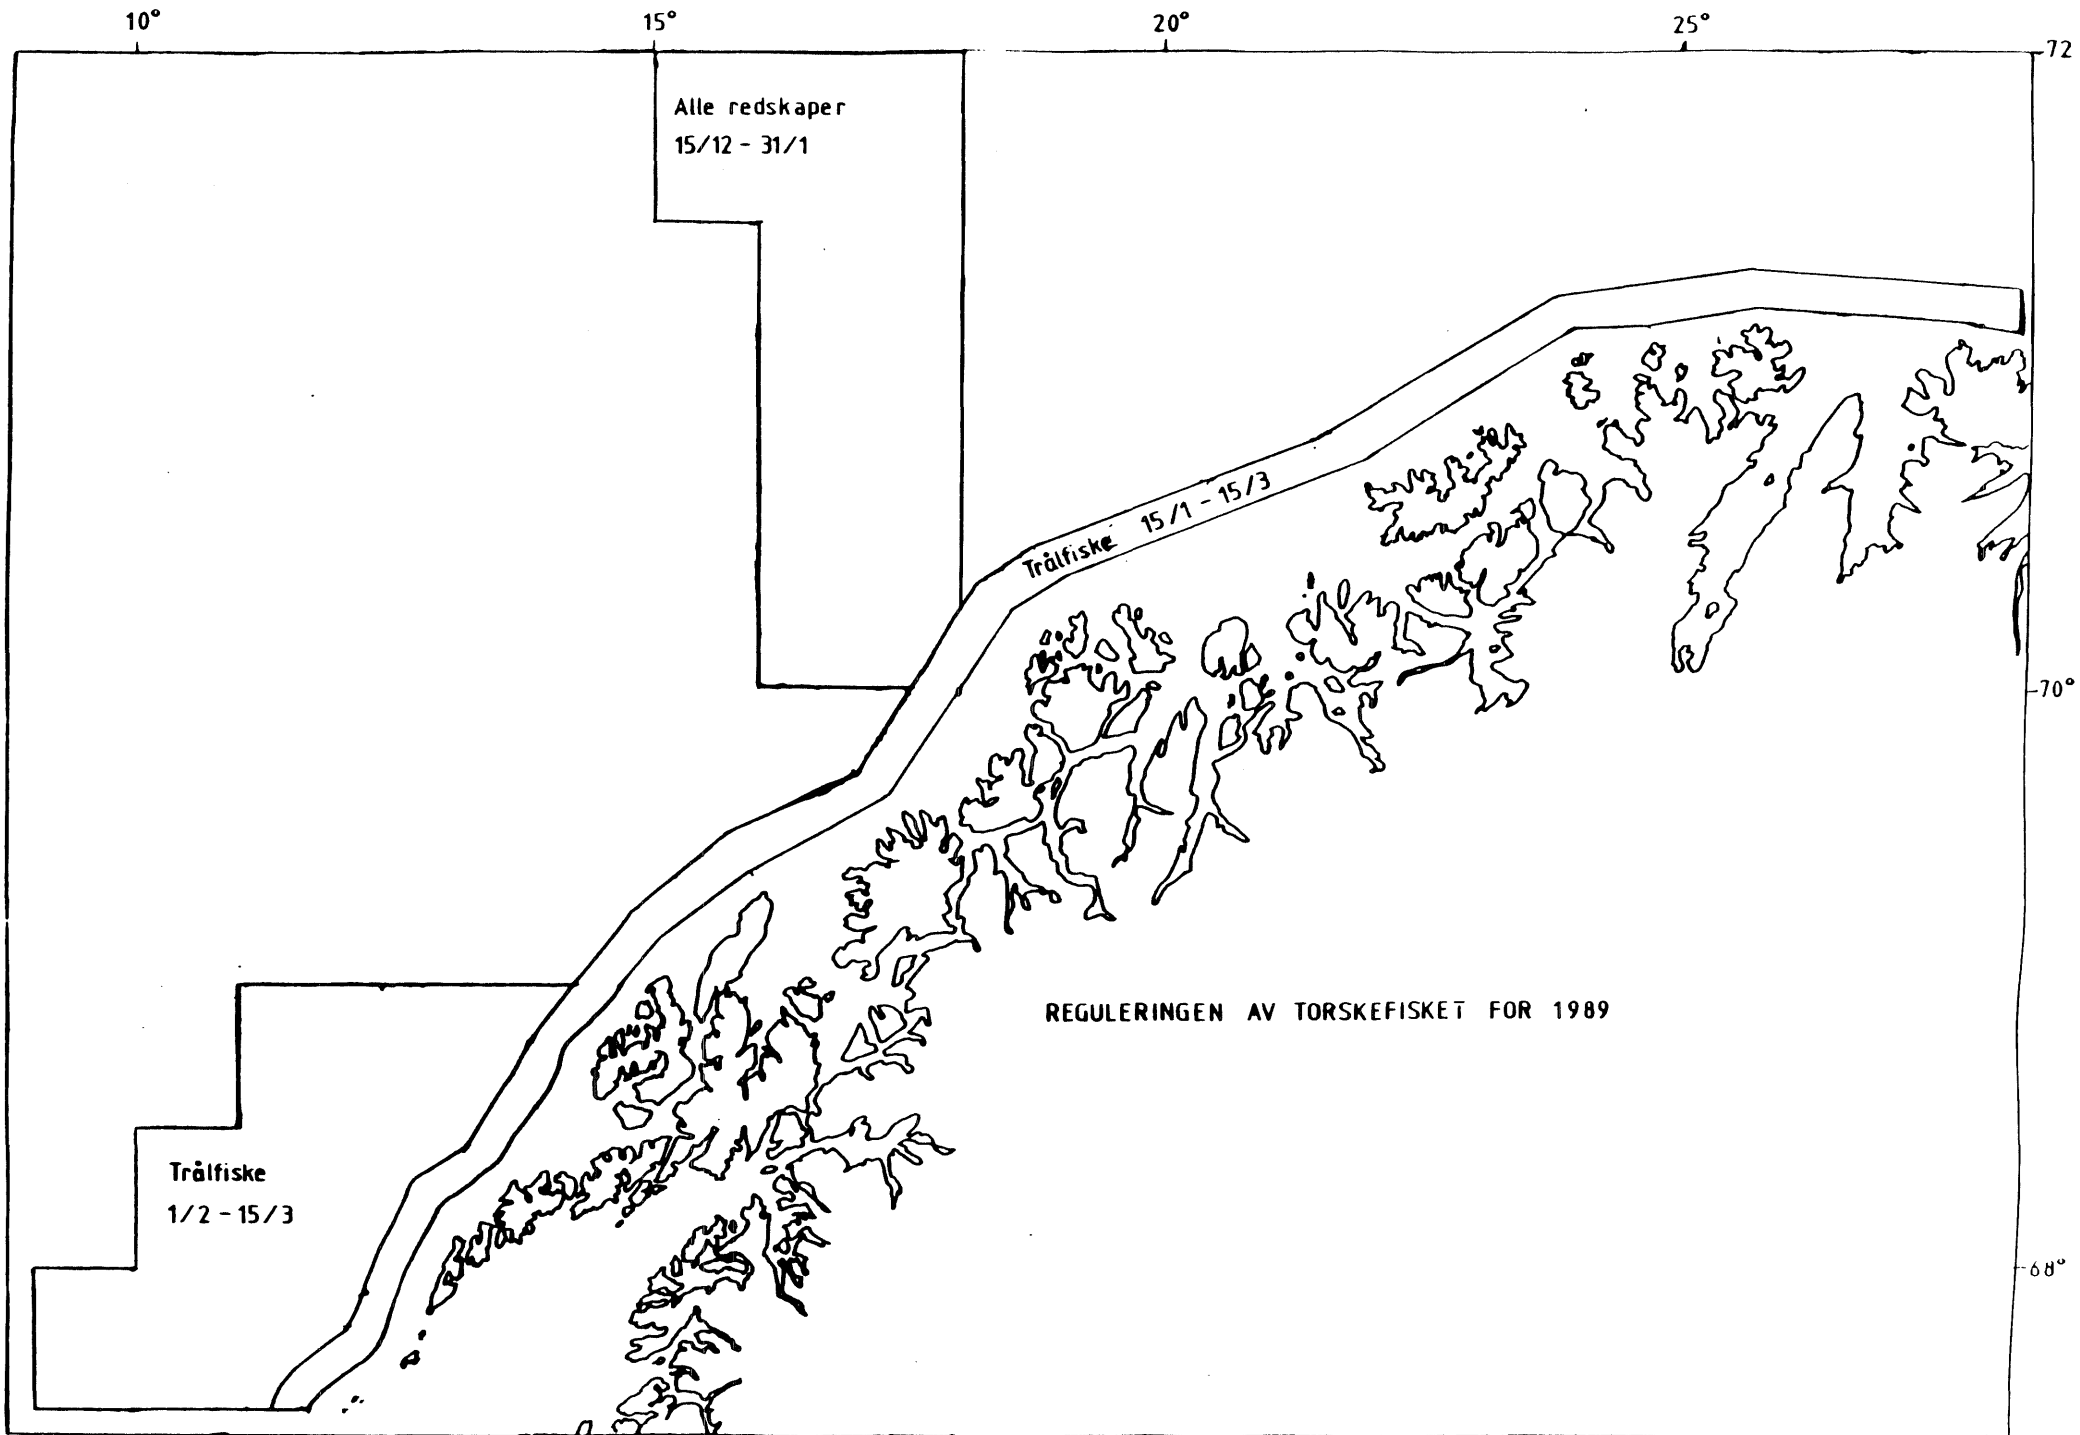 10° 15° 20° 25°
72
Alle redskaper
15/12 - 31/1
Trålfiske 15/1 - 15/3
70°
REGULERINGEN AV TORSKEFISKET FOR 1989
Trålfiske
1/2 - 15/3
68°